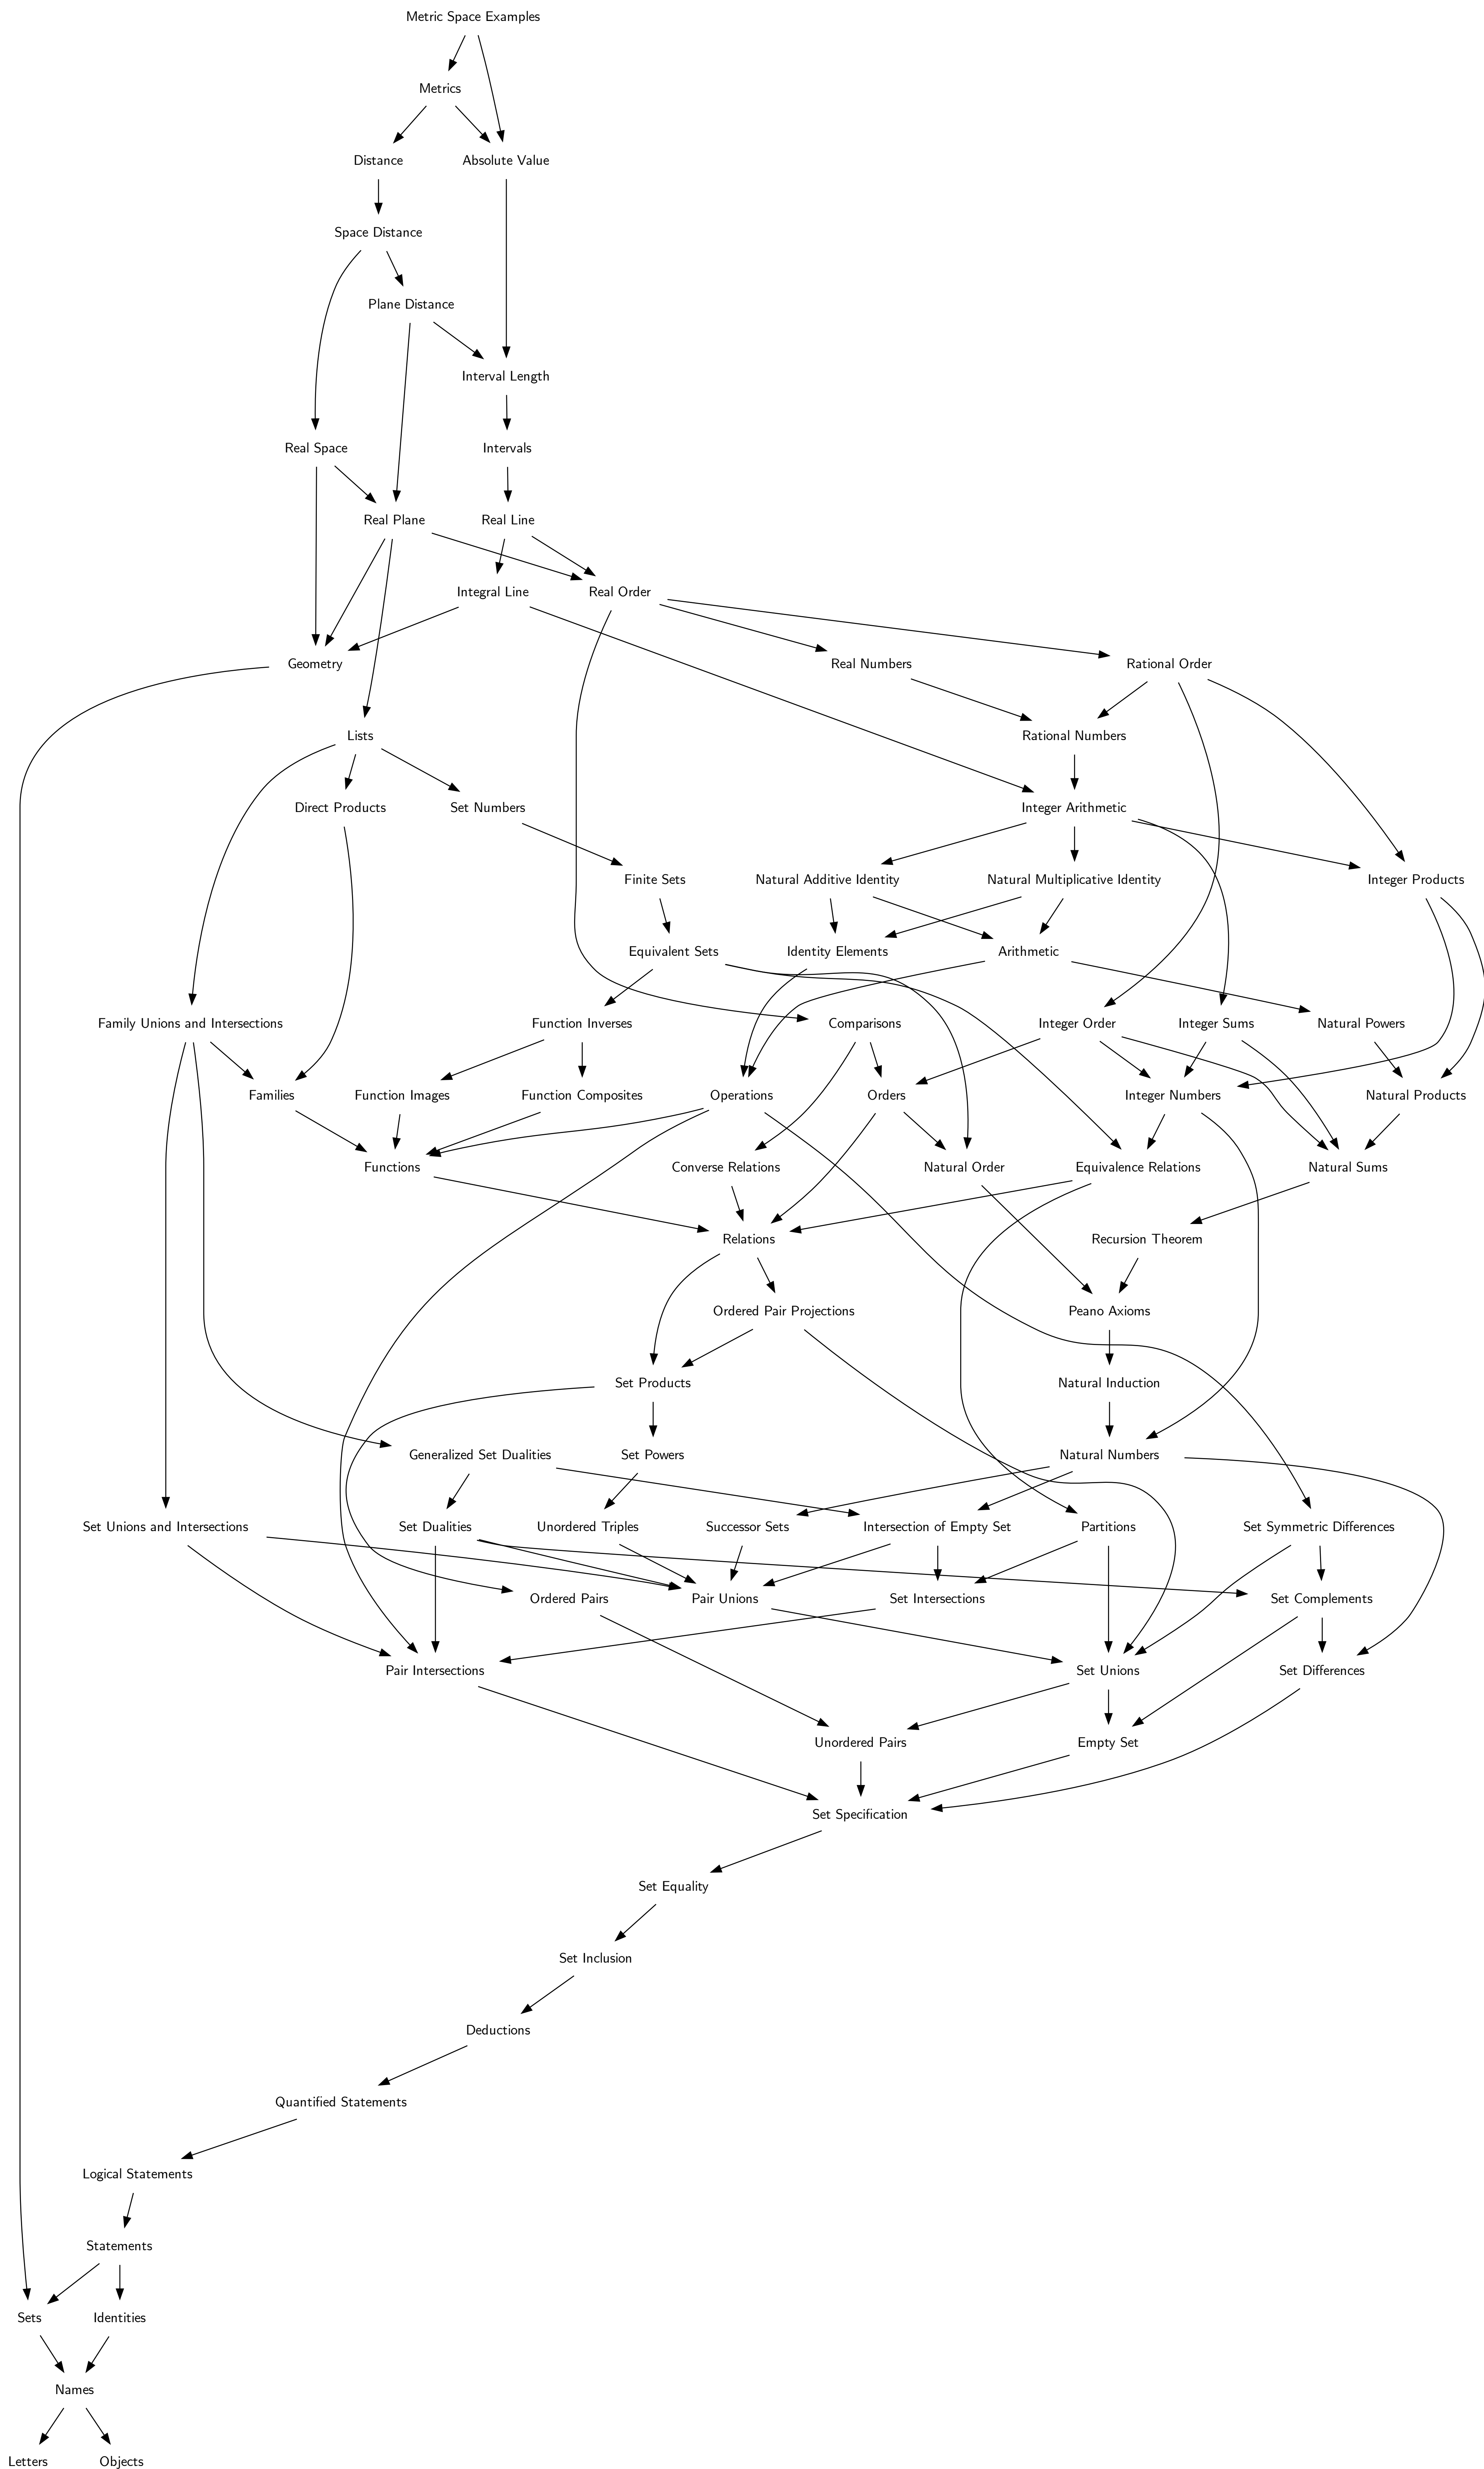 Metric Space Examples
Metrics
Distance
Absolute Value
Space Distance
Plane Distance
Interval Length
Real Space
Intervals
Real Plane
Real Line
Integral Line
Real Order
Geometry
Real Numbers
Rational Order
Lists
Rational Numbers
Direct Products
Set Numbers
Integer Arithmetic
Finite Sets
Natural Additive Identity
Natural Multiplicative Identity
Integer Products
Equivalent Sets
Identity Elements
Arithmetic
Family Unions and Intersections
Function Inverses
Comparisons
Integer Order
Integer Sums
Natural Powers
Families
Function Images
Function Composites
Operations
Orders
Integer Numbers
Natural Products
Functions
Converse Relations
Natural Order
Equivalence Relations
Natural Sums
Relations
Recursion Theorem
Ordered Pair Projections
Peano Axioms
Set Products
Natural Induction
Generalized Set Dualities
Set Powers
Natural Numbers
Set Unions and Intersections
Set Dualities
Unordered Triples
Successor Sets
Intersection of Empty Set
Partitions
Set Symmetric Differences
Ordered Pairs
Pair Unions
Set Intersections
Set Complements
Pair Intersections
Set Unions
Set Differences
Unordered Pairs
Empty Set
Set Specification
Set Equality
Set Inclusion
Deductions
Quantified Statements
Logical Statements
Statements
Sets
Identities
Names
Letters
Objects